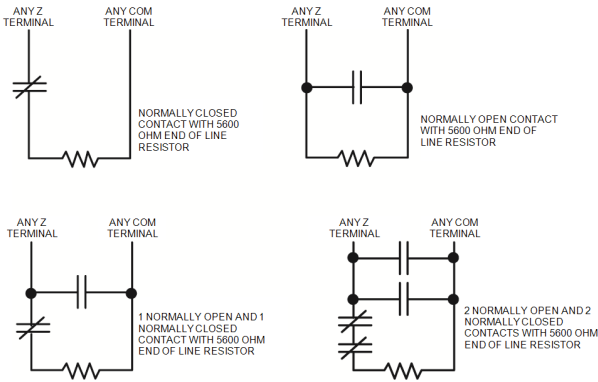 ANY Z
TERMINAL
ANY COM
TERMINAL
NORMALLY CLOSED
CONTACT WITH 5600
OHM END OF LINE
RESISTOR
ANY Z
TERMINAL
ANY COM
TERMINAL
NORMALLY OPEN CONTACT
WITH 5600 OHM END OF
LINE RESISTOR
ANY Z
TERMINAL
ANY COM
TERMINAL
1 NORMALLY OPEN AND 1
NORMALLY CLOSED
CONTACT WITH 5600 OHM
END OF LINE RESISTOR
ANY Z
TERMINAL
ANY COM
TERMINAL
2 NORMALLY OPEN AND 2
NORMALLY CLOSED
CONTACTS WITH 5600 OHM
END OF LINE RESISTOR